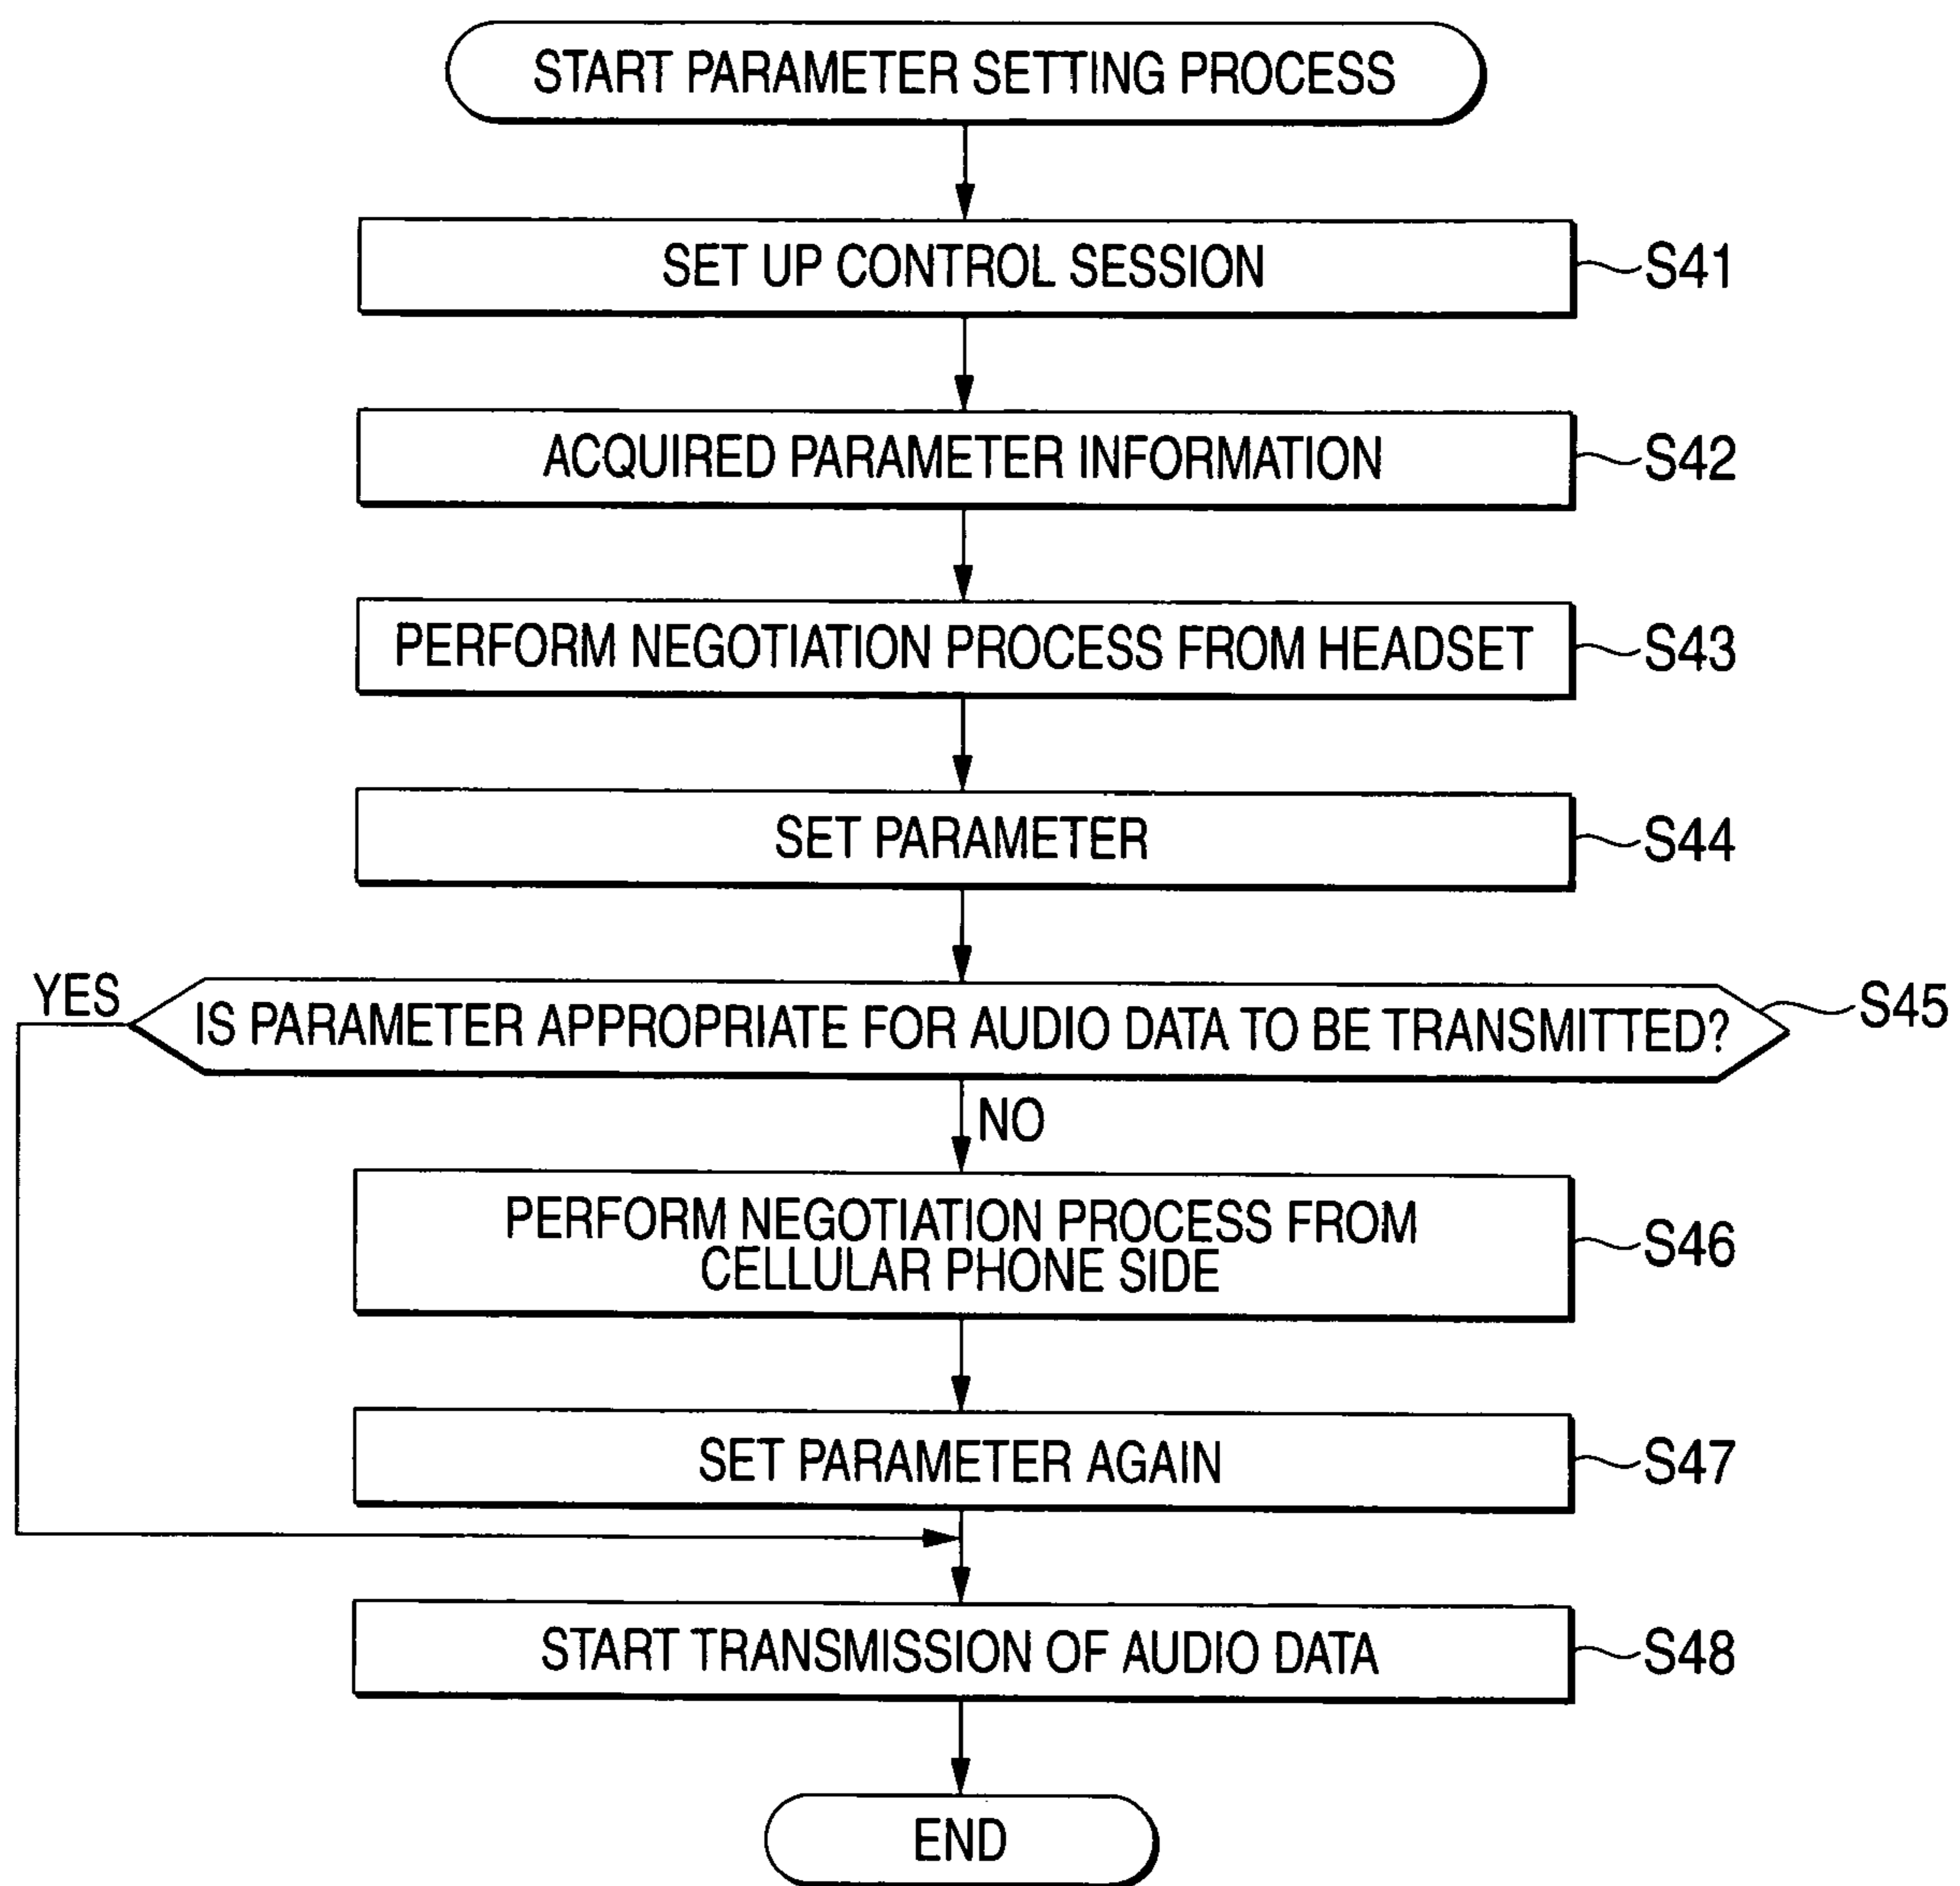 START PARAMETER SETTING PROCESS
SET UP CONTROL SESSION
S41
ACQUIRED PARAMETER INFORMATION
S42
PERFORM NEGOTIATION PROCESS FROM HEADSET
S43
SET PARAMETER
S44
YES
IS PARAMETER APPROPRIATE FOR AUDIO DATA TO BE TRANSMITTED?
S45
NO
PERFORM NEGOTIATION PROCESS FROM
CELLULAR PHONE SIDE
S46
SET PARAMETER AGAIN
S47
START TRANSMISSION OF AUDIO DATA
S48
END